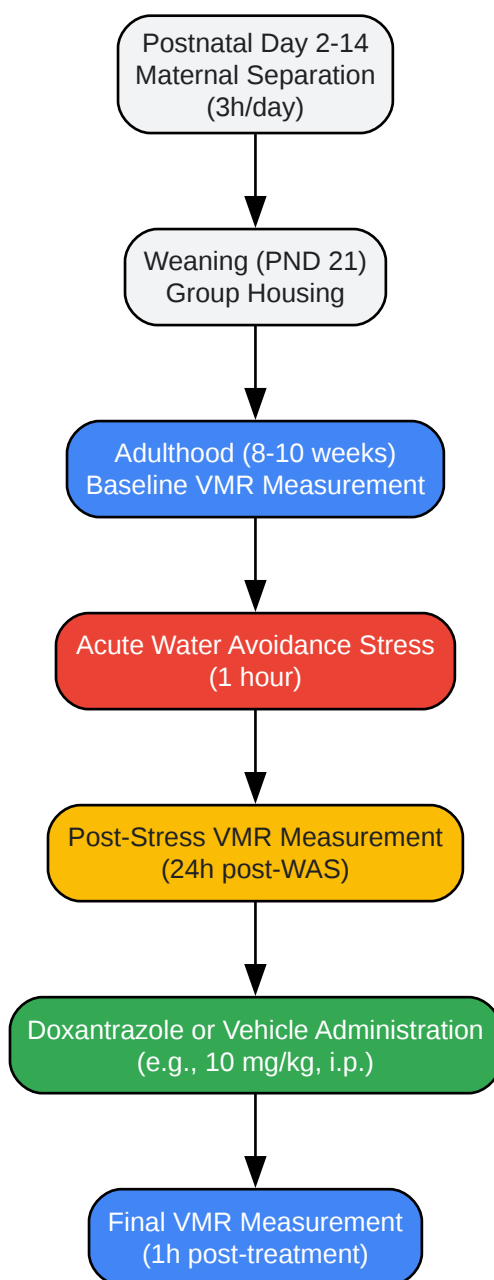 Postnatal Day 2-14
Maternal Separation
(3h/day)
Weaning (PND 21)
Group Housing
Adulthood (8-10 weeks)
Baseline VMR Measurement
Acute Water Avoidance Stress
(1 hour)
Post-Stress VMR Measurement
(24h post-WAS)
Doxantrazole or Vehicle Administration
(e.g., 10 mg/kg, i.p.)
Final VMR Measurement
(1h post-treatment)